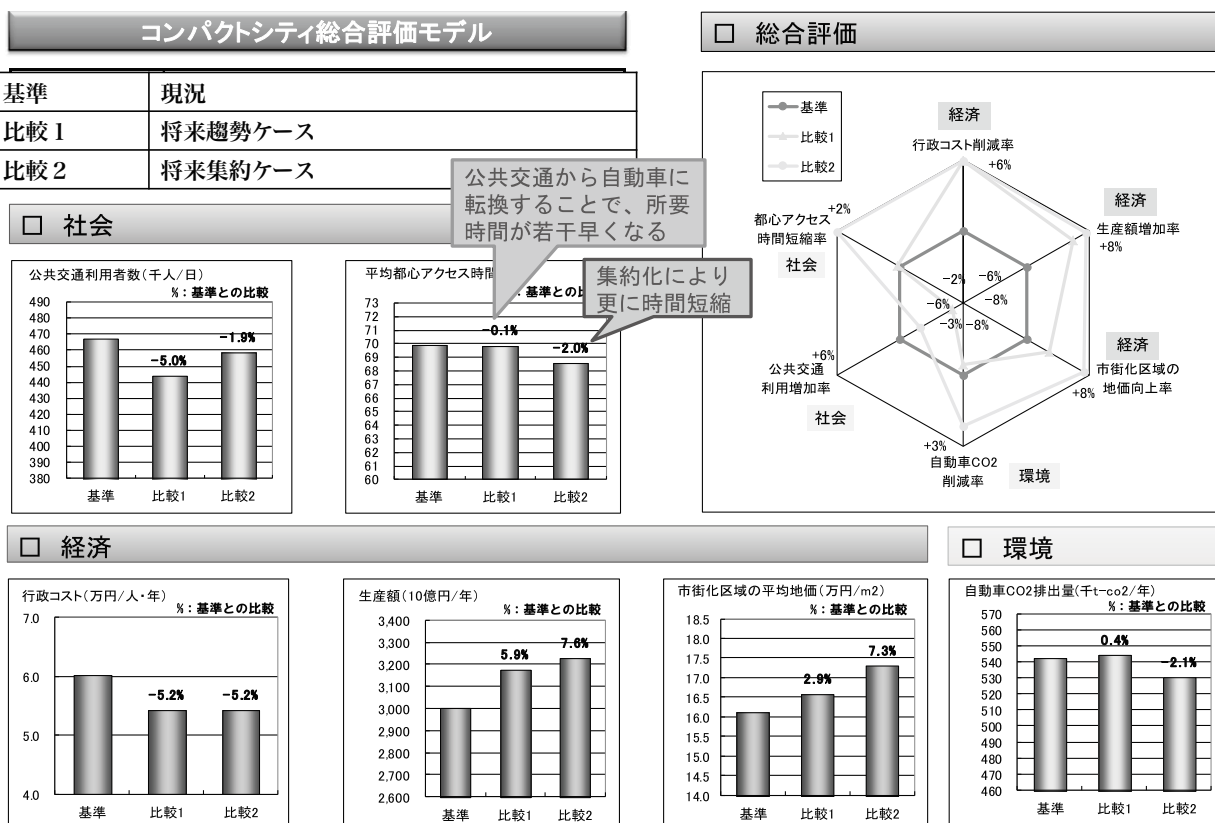 コンパクトシティ総合評価モデル
基準 現況
比較１ 将来趨勢ケース
比較２ 将来集約ケース
公共交通から自動車に
転換することで、所要
時間が若干早くなる
集約化により
更に時間短縮
□ 社会
公共交通利用者数(千人/日)
%：基準との比較
490
480
470
460
450
440
430
420
410
400
390
380
-5.0%
-1.9%
基準 比較1 比較2
平均都心アクセス時間
：基準との比
73
72
71
70
69
68
67
66
65
64
63
62
61
60
-0.1%
-2.0%
基準 比較1 比較2
□ 総合評価
基準
比較1
比較2
経済
行政コスト削減率
+6%
経済
生産額増加率
+8%
経済
市街化区域の
地価向上率
+8%
+3%
自動車CO2
削減率
環境
+6%
公共交通
利用増加率
社会
+2%
都心アクセス
時間短縮率
社会
-2% -6%
-6% -8%
-3% -8%
□ 経済
行政コスト(万円/人・年)
%：基準との比較
7.0
6.0
5.0
4.0
-5.2% -5.2%
基準 比較1 比較2
生産額(10億円/年)
%：基準との比較
3,400
3,300
3,200
3,100
3,000
2,900
2,800
2,700
2,600
5.9%
7.6%
基準 比較1 比較2
市街化区域の平均地価(万円/m2)
%：基準との比較
18.5
18.0
17.5
17.0
16.5
16.0
15.5
15.0
14.5
14.0
2.9%
7.3%
基準 比較1 比較2
□ 環境
自動車CO2排出量(千t-co2/年)
%：基準との比較
570
560
550
540
530
520
510
500
490
480
470
460
0.4%
-2.1%
基準 比較1 比較2